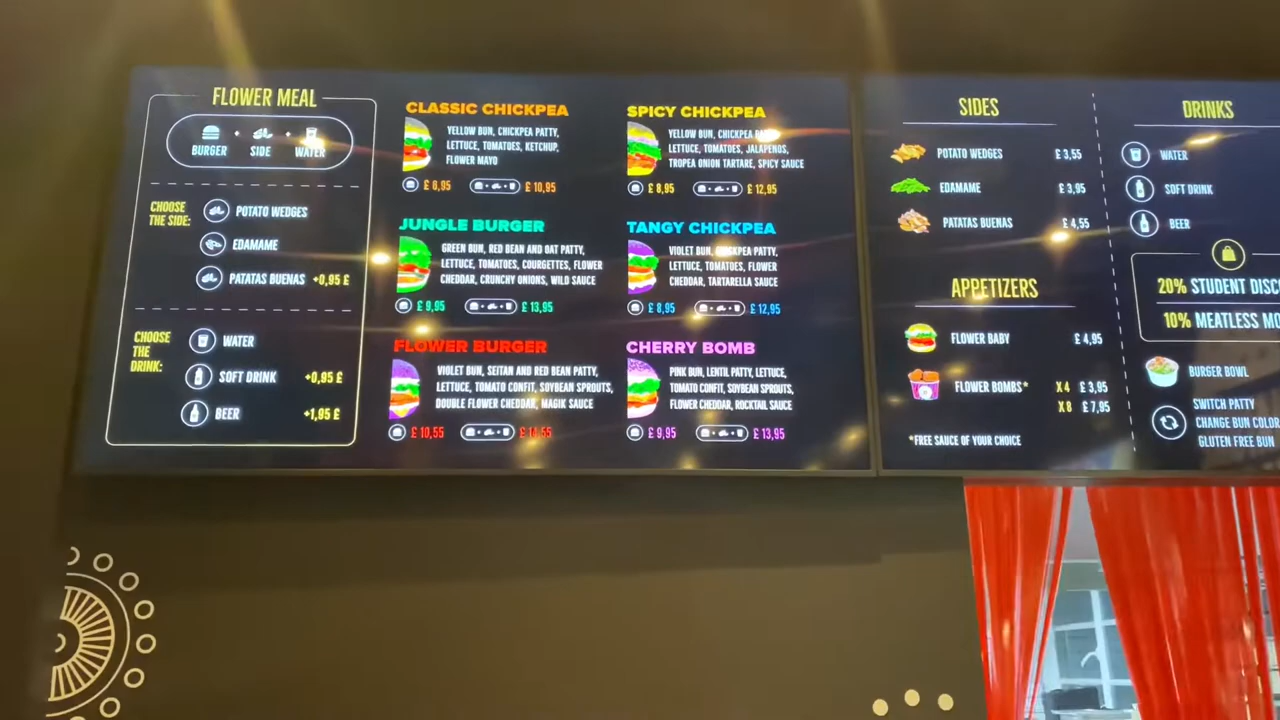 FLOWER MEAL
BURGER + SIDE + WATER
CHOOSE
THE SIDE:
POTATO WEDGES
EDAMAME
PATATAS BUENAS +0,95 £
CHOOSE
THE
DRINK:
WATER
SOFT DRINK +0,95 £
BEER +1,95 £
CLASSIC CHICKPEA
YELLOW BUN, CHICKPEA PATTY,
LETTUCE, TOMATOES, KETCHUP,
FLOWER MAYO
£ 6,95 £ 10,95
JUNGLE BURGER
GREEN BUN, RED BEAN AND OAT PATTY,
LETTUCE, TOMATOES, COURGETTES, FLOWER
CHEDDAR, CRUNCHY ONIONS, WILD SAUCE
£ 9,95 £ 13,95
FLOWER BURGER
VIOLET BUN, SEITAN AND RED BEAN PATTY,
LETTUCE, TOMATO CONFIT, SOYBEAN SPROUTS,
DOUBLE FLOWER CHEDDAR, MAGIK SAUCE
£ 10,55 £ 14,55
SPICY CHICKPEA
YELLOW BUN, CHICKPEA PATTY,
LETTUCE, TOMATOES, JALAPENOS,
TROPEA ONION TARTARE, SPICY SAUCE
£ 8,95 £ 12,95
TANGY CHICKPEA
VIOLET BUN, CHICKPEA PATTY,
LETTUCE, TOMATOES, FLOWER
CHEDDAR, TARTARELLA SAUCE
£ 8,95 £ 12,95
CHERRY BOMB
PINK BUN, LENTIL PATTY, LETTUCE,
TOMATO CONFIT, SOYBEAN SPROUTS,
FLOWER CHEDDAR, ROCKTAIL SAUCE
£ 9,95 £ 13,95
SIDES
POTATO WEDGES £ 3,55
EDAMAME £ 3,95
PATATAS BUENAS £ 4,55
APPETIZERS
FLOWER BABY £ 4,95
FLOWER BOMBS* X 4 £ 3,95
X 8 £ 7,95
*FREE SAUCE OF YOUR CHOICE
DRINKS
WATER
SOFT DRINK
BEER
20% STUDENT DISC
10% MEATLESS MO
BURGER BOWL
SWITCH PATTY
CHANGE BUN COLOR
GLUTEN FREE BUN